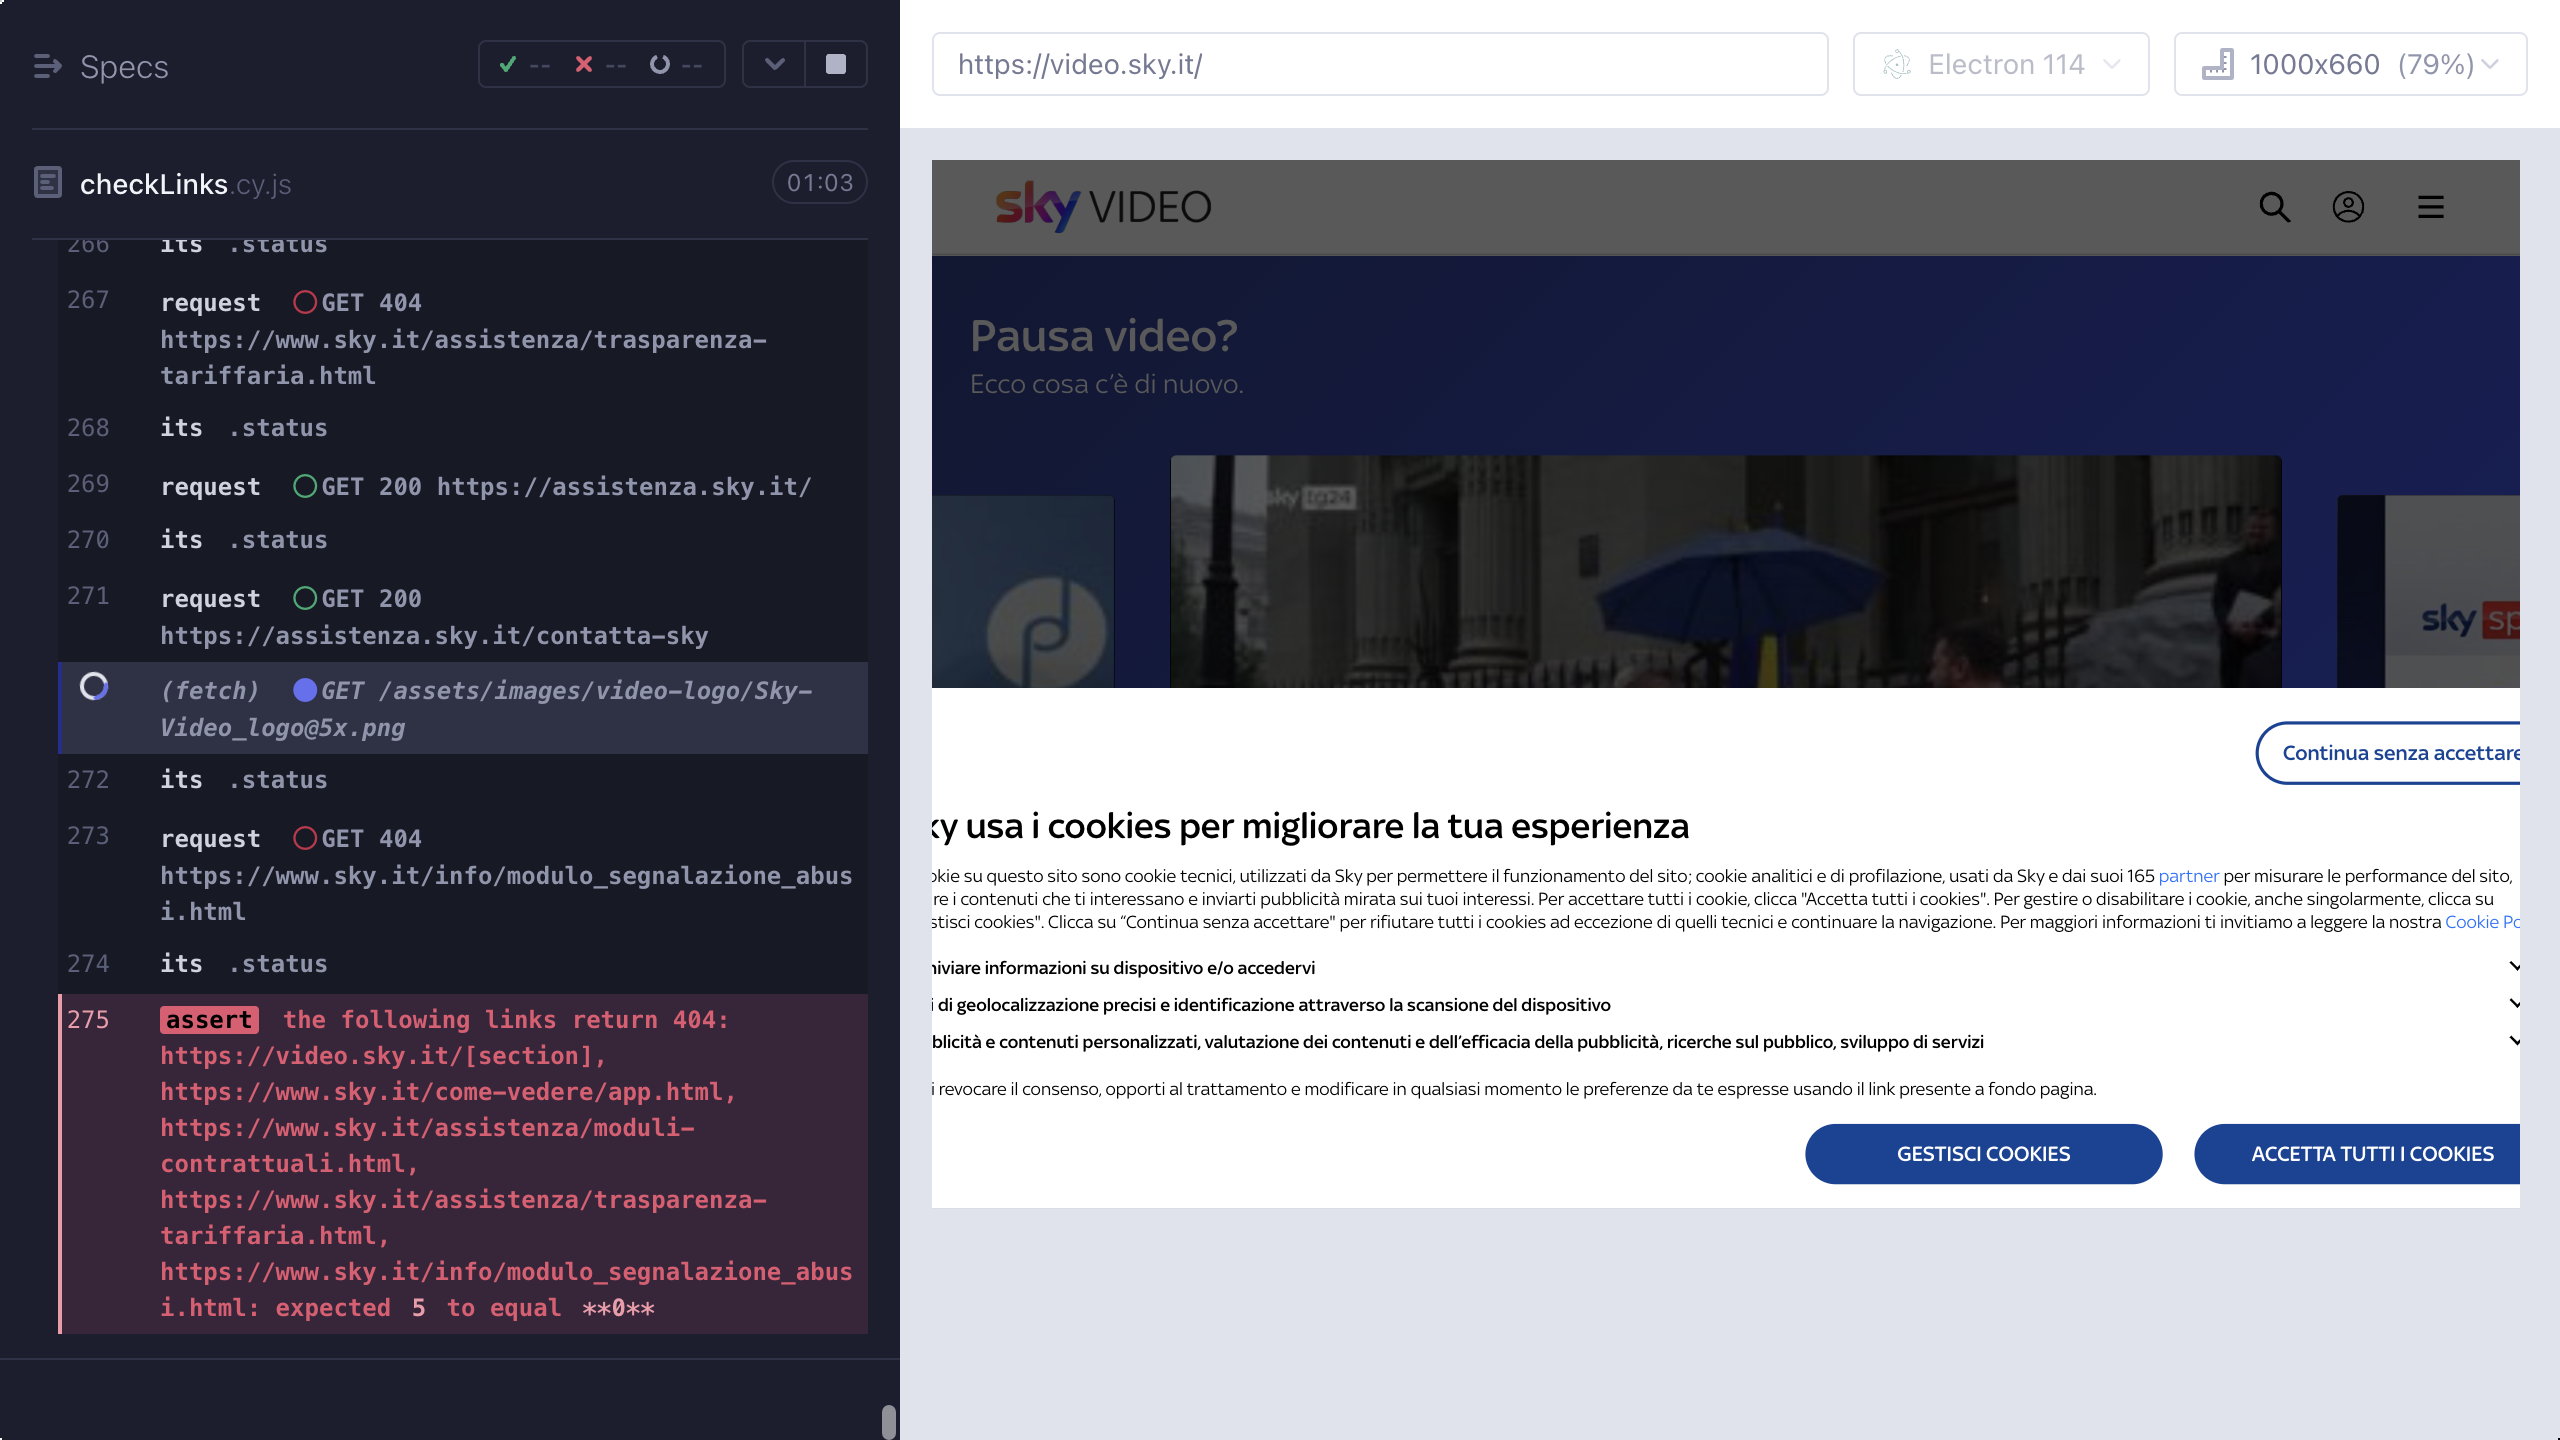 Specs
-- -- --
checkLinks.cy.js
01:03
266 its .status
267 request GET 404
https://www.sky.it/assistenza/trasparenza-
tariffaria.html
268 its .status
269 request GET 200 https://assistenza.sky.it/
270 its .status
271 request GET 200
https://assistenza.sky.it/contatta-sky
(fetch) GET /assets/images/video-logo/Sky-
Video_logo@5x.png
272 its .status
273 request GET 404
https://www.sky.it/info/modulo_segnalazione_abus
i.html
274 its .status
275 assert the following links return 404:
https://video.sky.it/[section],
https://www.sky.it/come-vedere/app.html,
https://www.sky.it/assistenza/moduli-
contrattuali.html,
https://www.sky.it/assistenza/trasparenza-
tariffaria.html,
https://www.sky.it/info/modulo_segnalazione_abus
i.html: expected 5 to equal **0**
https://video.sky.it/
Electron 114
1000x660 (79%)
sky VIDEO
Pausa video?
Ecco cosa c'è di nuovo.
sky tg24
sky sp
Continua senza accettare
ky usa i cookies per migliorare la tua esperienza
okie su questo sito sono cookie tecnici, utilizzati da Sky per permettere il funzionamento del sito; cookie analitici e di profilazione, usati da Sky e dai suoi 165 partner per misurare le performance del sito,
re i contenuti che ti interessano e inviarti pubblicità mirata sui tuoi interessi. Per accettare tutti i cookie, clicca "Accetta tutti i cookies". Per gestire o disabilitare i cookie, anche singolarmente, clicca su
stisci cookies". Clicca su “Continua senza accettare" per rifiutare tutti i cookies ad eccezione di quelli tecnici e continuare la navigazione. Per maggiori informazioni ti invitiamo a leggere la nostra Cookie Po
hiviare informazioni su dispositivo e/o accedervi
i di geolocalizzazione precisi e identificazione attraverso la scansione del dispositivo
blicità e contenuti personalizzati, valutazione dei contenuti e dell’efficacia della pubblicità, ricerche sul pubblico, sviluppo di servizi
i revocare il consenso, opporti al trattamento e modificare in qualsiasi momento le preferenze da te espresse usando il link presente a fondo pagina.
GESTISCI COOKIES
ACCETTA TUTTI I COOKIES